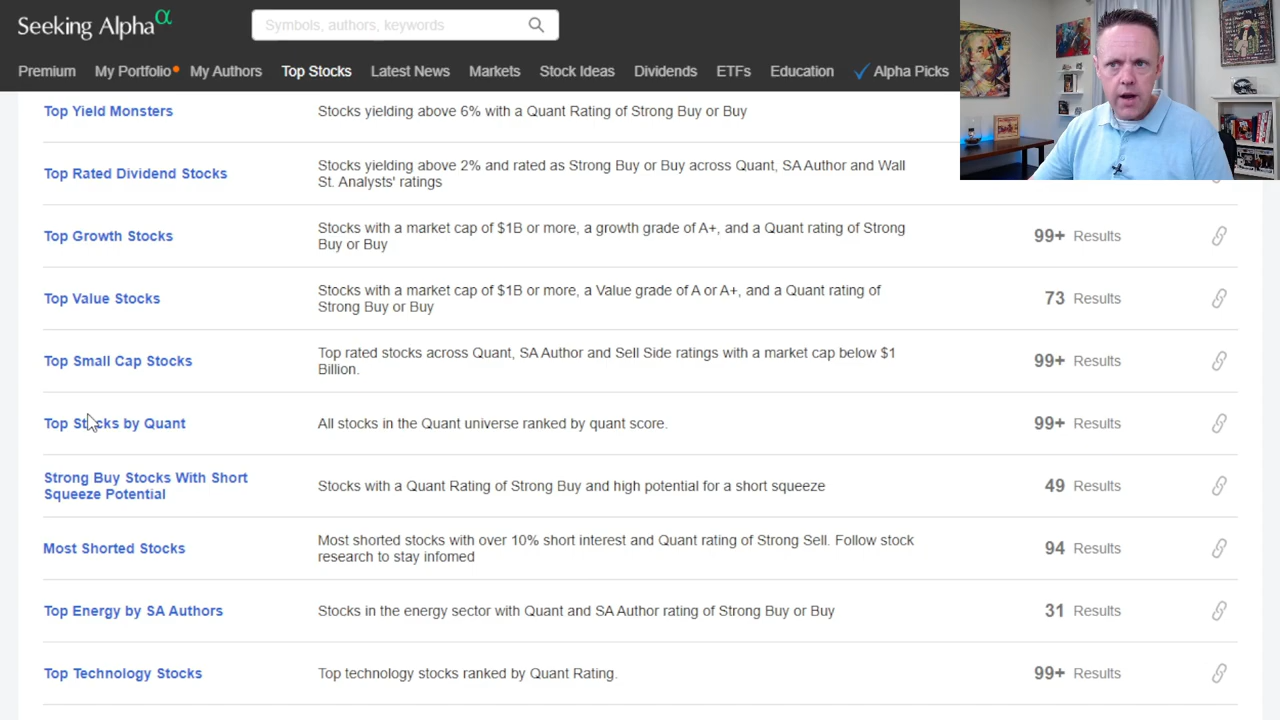 Seeking Alpha α
Symbols, authors, keywords
Premium My Portfolio My Authors Top Stocks Latest News Markets Stock Ideas Dividends ETFs Education Alpha Picks
Top Yield Monsters
Stocks yielding above 6% with a Quant Rating of Strong Buy or Buy
Top Rated Dividend Stocks
Stocks yielding above 2% and rated as Strong Buy or Buy across Quant, SA Author and Wall
St. Analysts' ratings
Top Growth Stocks
Stocks with a market cap of $1B or more, a growth grade of A+, and a Quant rating of Strong
Buy or Buy
99+ Results
Top Value Stocks
Stocks with a market cap of $1B or more, a Value grade of A or A+, and a Quant rating of
Strong Buy or Buy
73 Results
Top Small Cap Stocks
Top rated stocks across Quant, SA Author and Sell Side ratings with a market cap below $1
Billion.
99+ Results
Top Stocks by Quant
All stocks in the Quant universe ranked by quant score.
99+ Results
Strong Buy Stocks With Short
Squeeze Potential
Stocks with a Quant Rating of Strong Buy and high potential for a short squeeze
49 Results
Most Shorted Stocks
Most shorted stocks with over 10% short interest and Quant rating of Strong Sell. Follow stock
research to stay infomed
94 Results
Top Energy by SA Authors
Stocks in the energy sector with Quant and SA Author rating of Strong Buy or Buy
31 Results
Top Technology Stocks
Top technology stocks ranked by Quant Rating.
99+ Results